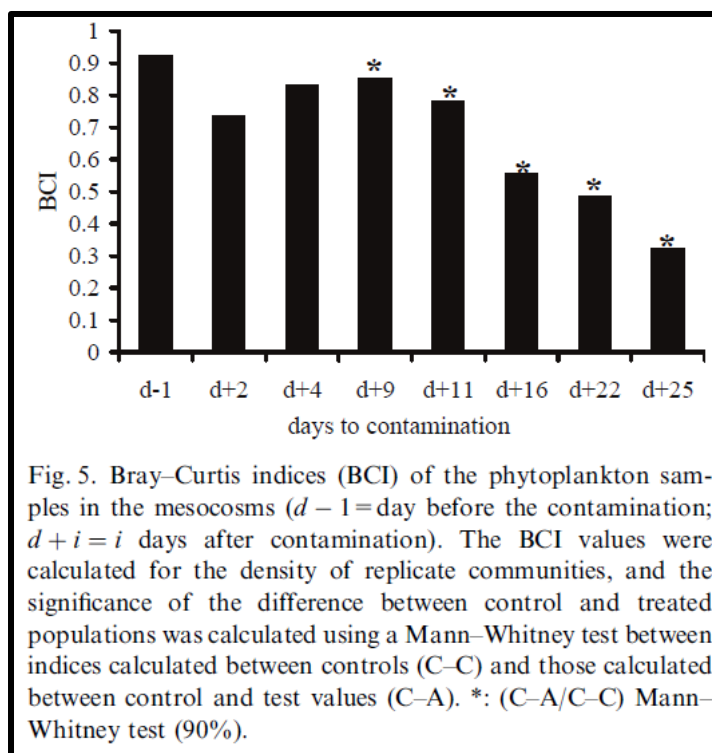 1
0.9
0.8
0.7
0.6
0.5
0.4
0.3
0.2
0.1
0
BCI
* * * * *
d-1 d+2 d+4 d+9 d+11 d+16 d+22 d+25
days to contamination
Fig. 5. Bray–Curtis indices (BCI) of the phytoplankton sam-
ples in the mesocosms (d − 1 = day before the contamination;
d + i = i days after contamination). The BCI values were
calculated for the density of replicate communities, and the
significance of the difference between control and treated
populations was calculated using a Mann–Whitney test between
indices calculated between controls (C–C) and those calculated
between control and test values (C–A). *: (C–A/C–C) Mann–
Whitney test (90%).